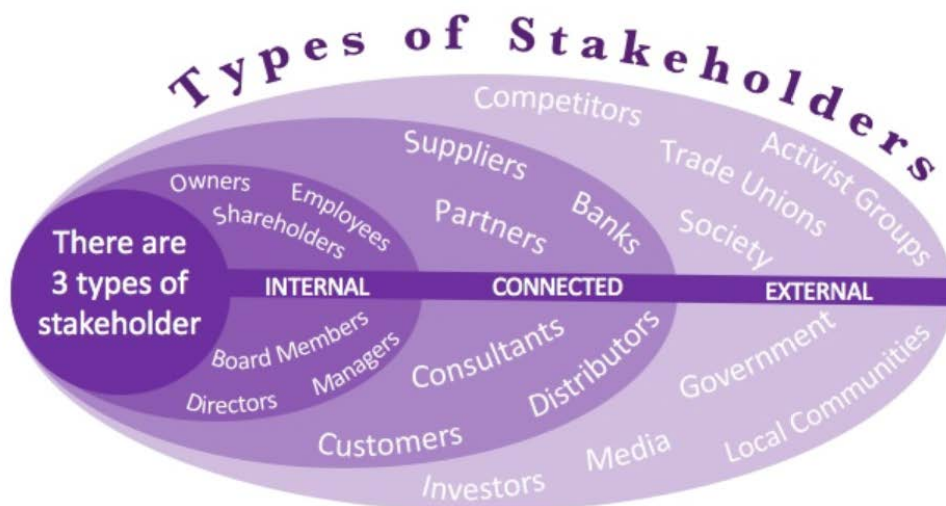 Types of Stakeholders
Competitors
Activist Groups
Trade Unions
Society
Suppliers
Banks
Partners
Owners
Employees
Shareholders
There are
3 types of
stakeholder
INTERNAL
CONNECTED
EXTERNAL
Board Members
Managers
Directors
Consultants
Distributors
Customers
Government
Local Communities
Media
Investors